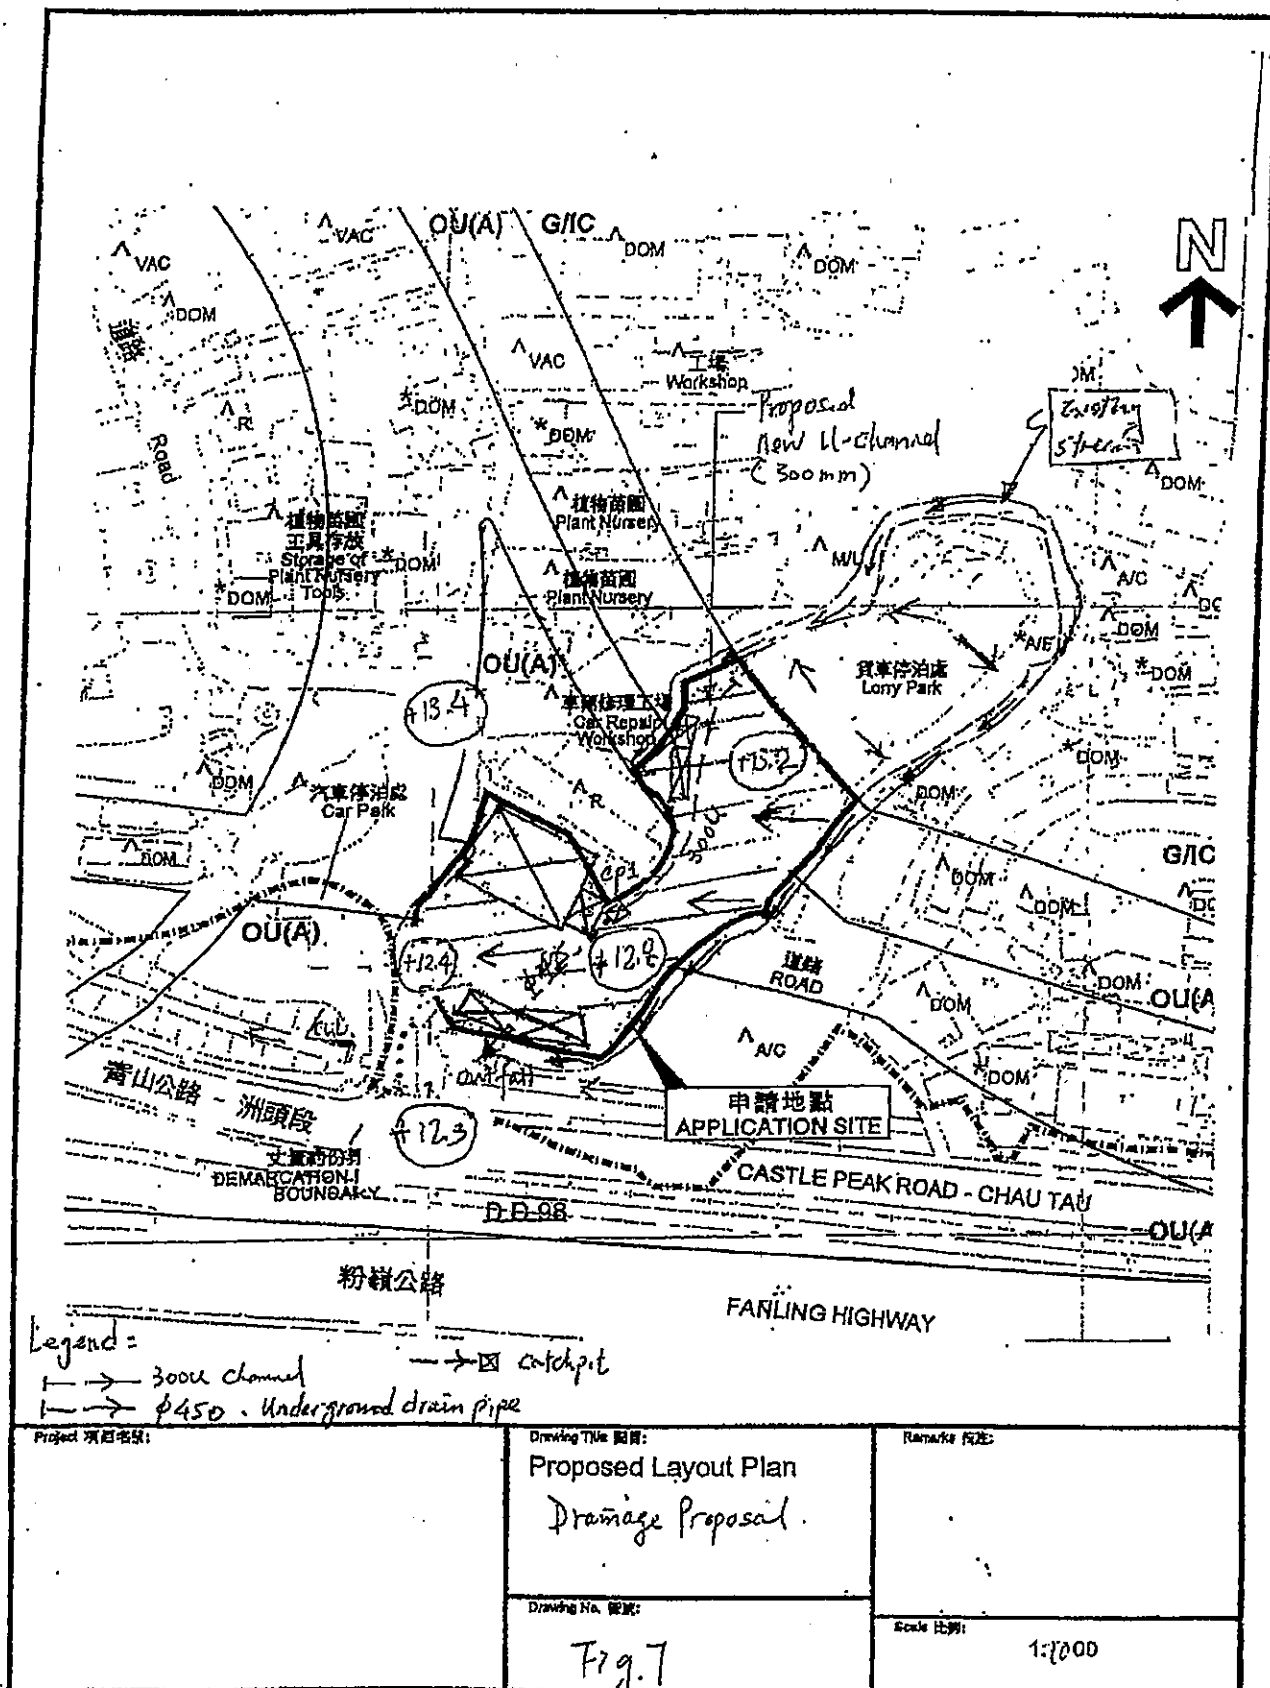 OU(A)
G/IC
^VAC
^VAC
^DOM
^DOM
^DOM
N
道路
Road
^VAC
^工場
Workshop
*DOM
^R
*DOM
Proposed
New U-channel
(300mm)
Existing
stream
^DOM
^植物苗圃
工具存放
Storage of
Plant Nursery
Tools
*DOM
*DOM
^植物苗圃
Plant Nursery
^植物苗圃
Plant Nursery
^M/L
^A/C
^DOM
*A/E
*DOM
OU(A)
+13.4
^車輛修理工場
Car Repair
Workshop
貨車停泊處
Lorry Park
+13.2
*DOM
^DOM
^汽車停泊處
Car Park
^R
300U
DOM
^DOM
CP1
^DOM
^DOM
G/IC
OU(A)
+12.4
道路
ROAD
^DOM
^DOM
OU(A
^A/C
*DOM
青山公路 - 洲頭段
+12.3
申請地點
APPLICATION SITE
丈量約份界
DEMARCATION
BOUNDARY
CASTLE PEAK ROAD - CHAU TAU
D.D.98
OU(A
粉嶺公路
FANLING HIGHWAY
Legend:
300U channel
catchpit
φ450. Underground drain pipe
Project 項目名稱:
Drawing Title 圖目:
Proposed Layout Plan
Drainage Proposal.
Remarks 備註:
Drawing No. 圖號:
Fig.7
Scale 比例:
1:1000